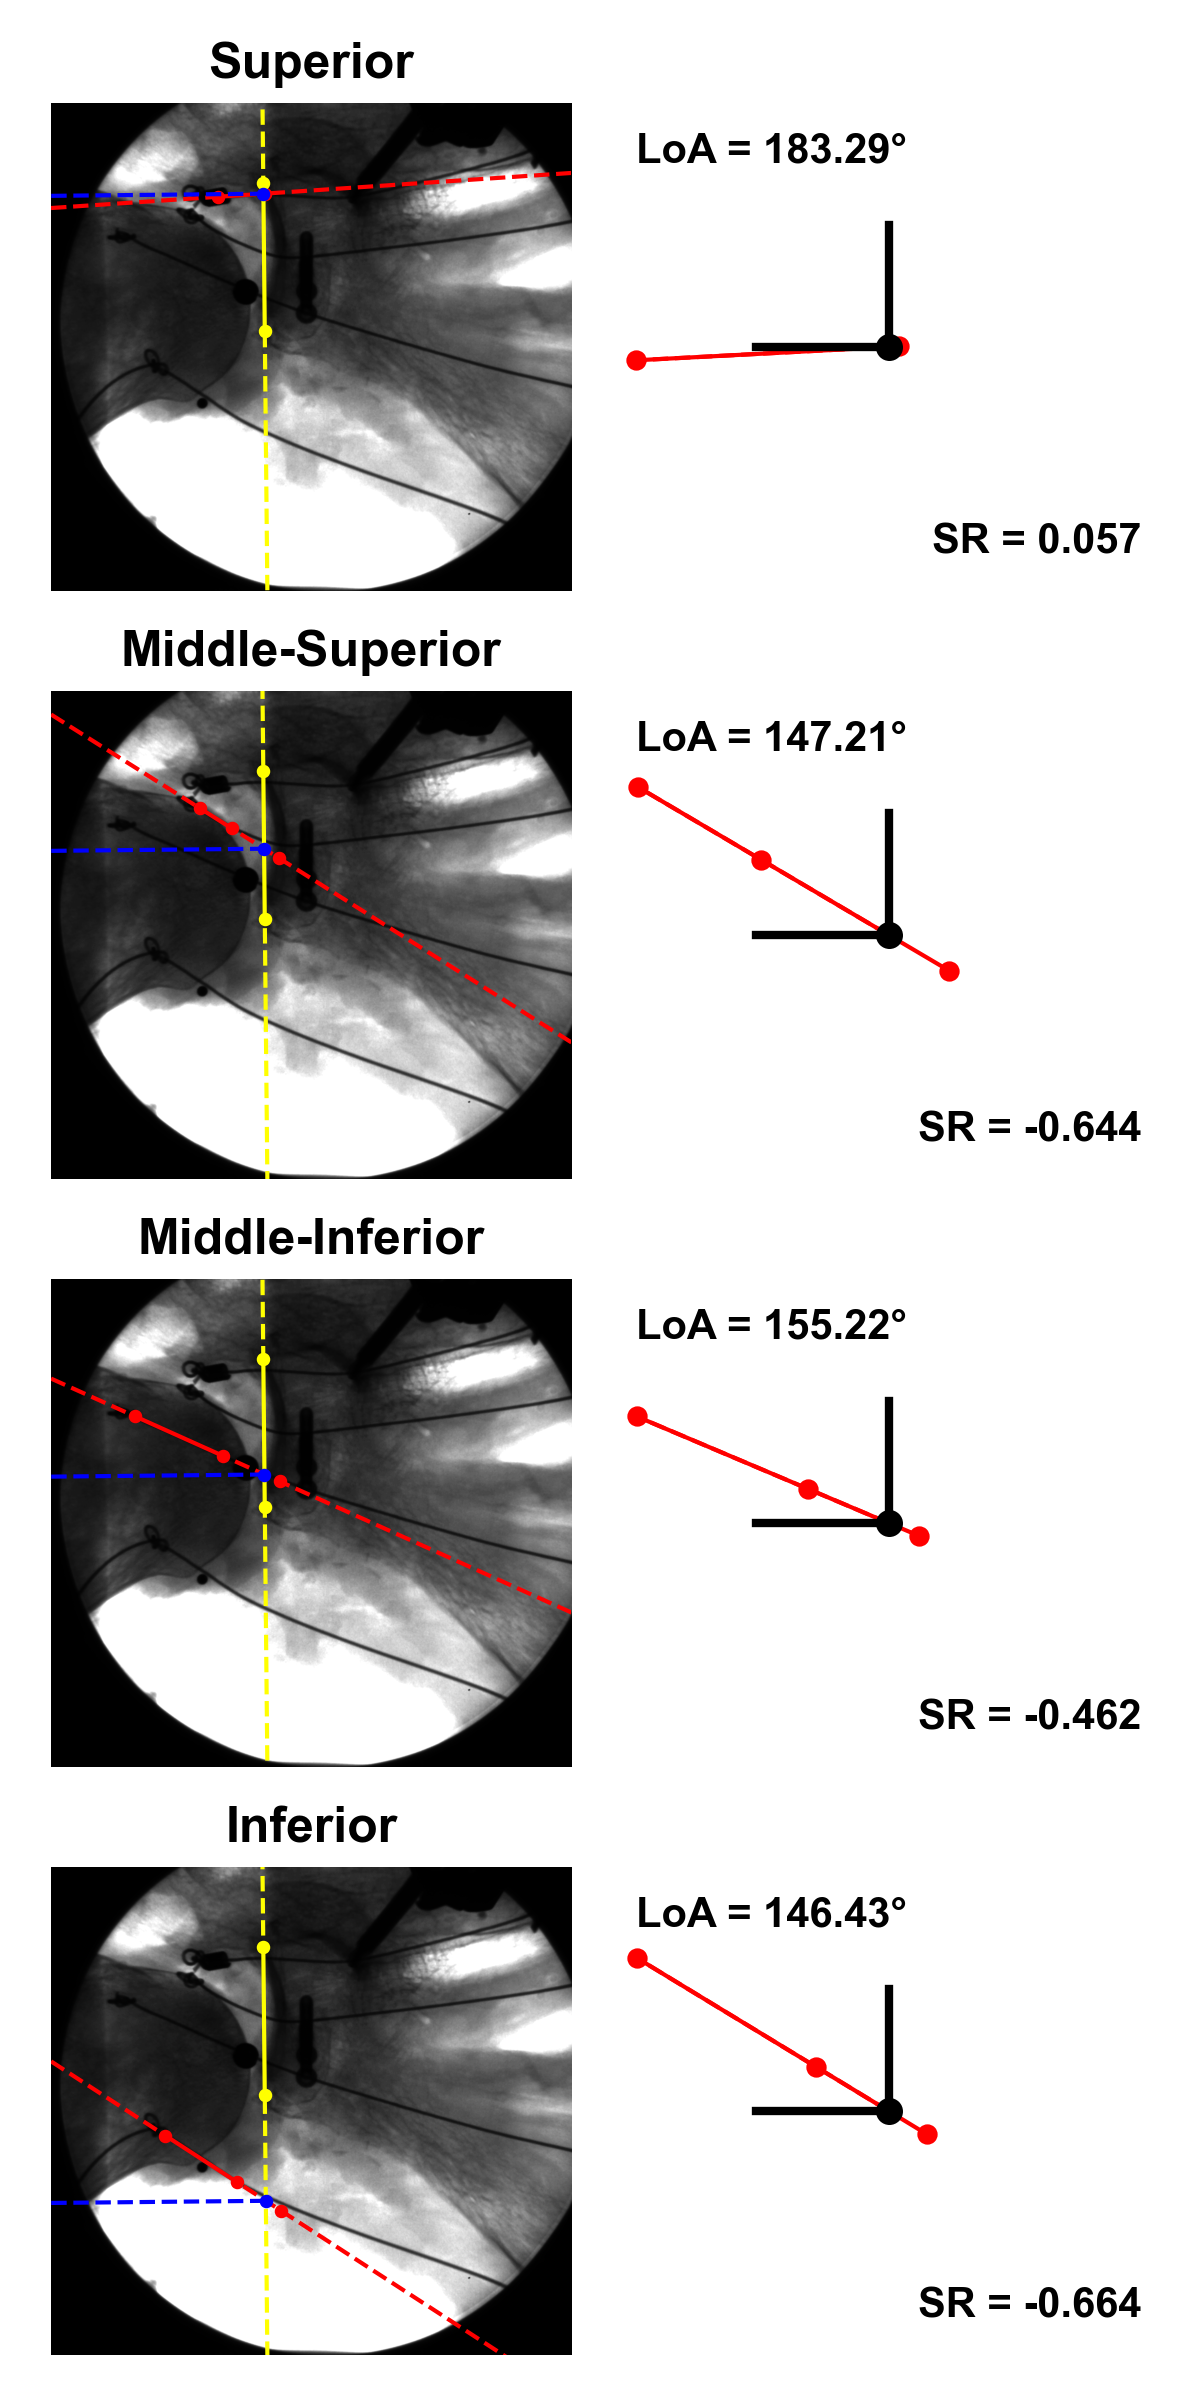 Superior
LoA = 183.29°
SR = 0.057
Middle-Superior
LoA = 147.21°
SR = -0.644
Middle-Inferior
LoA = 155.22°
SR = -0.462
Inferior
LoA = 146.43°
SR = -0.664